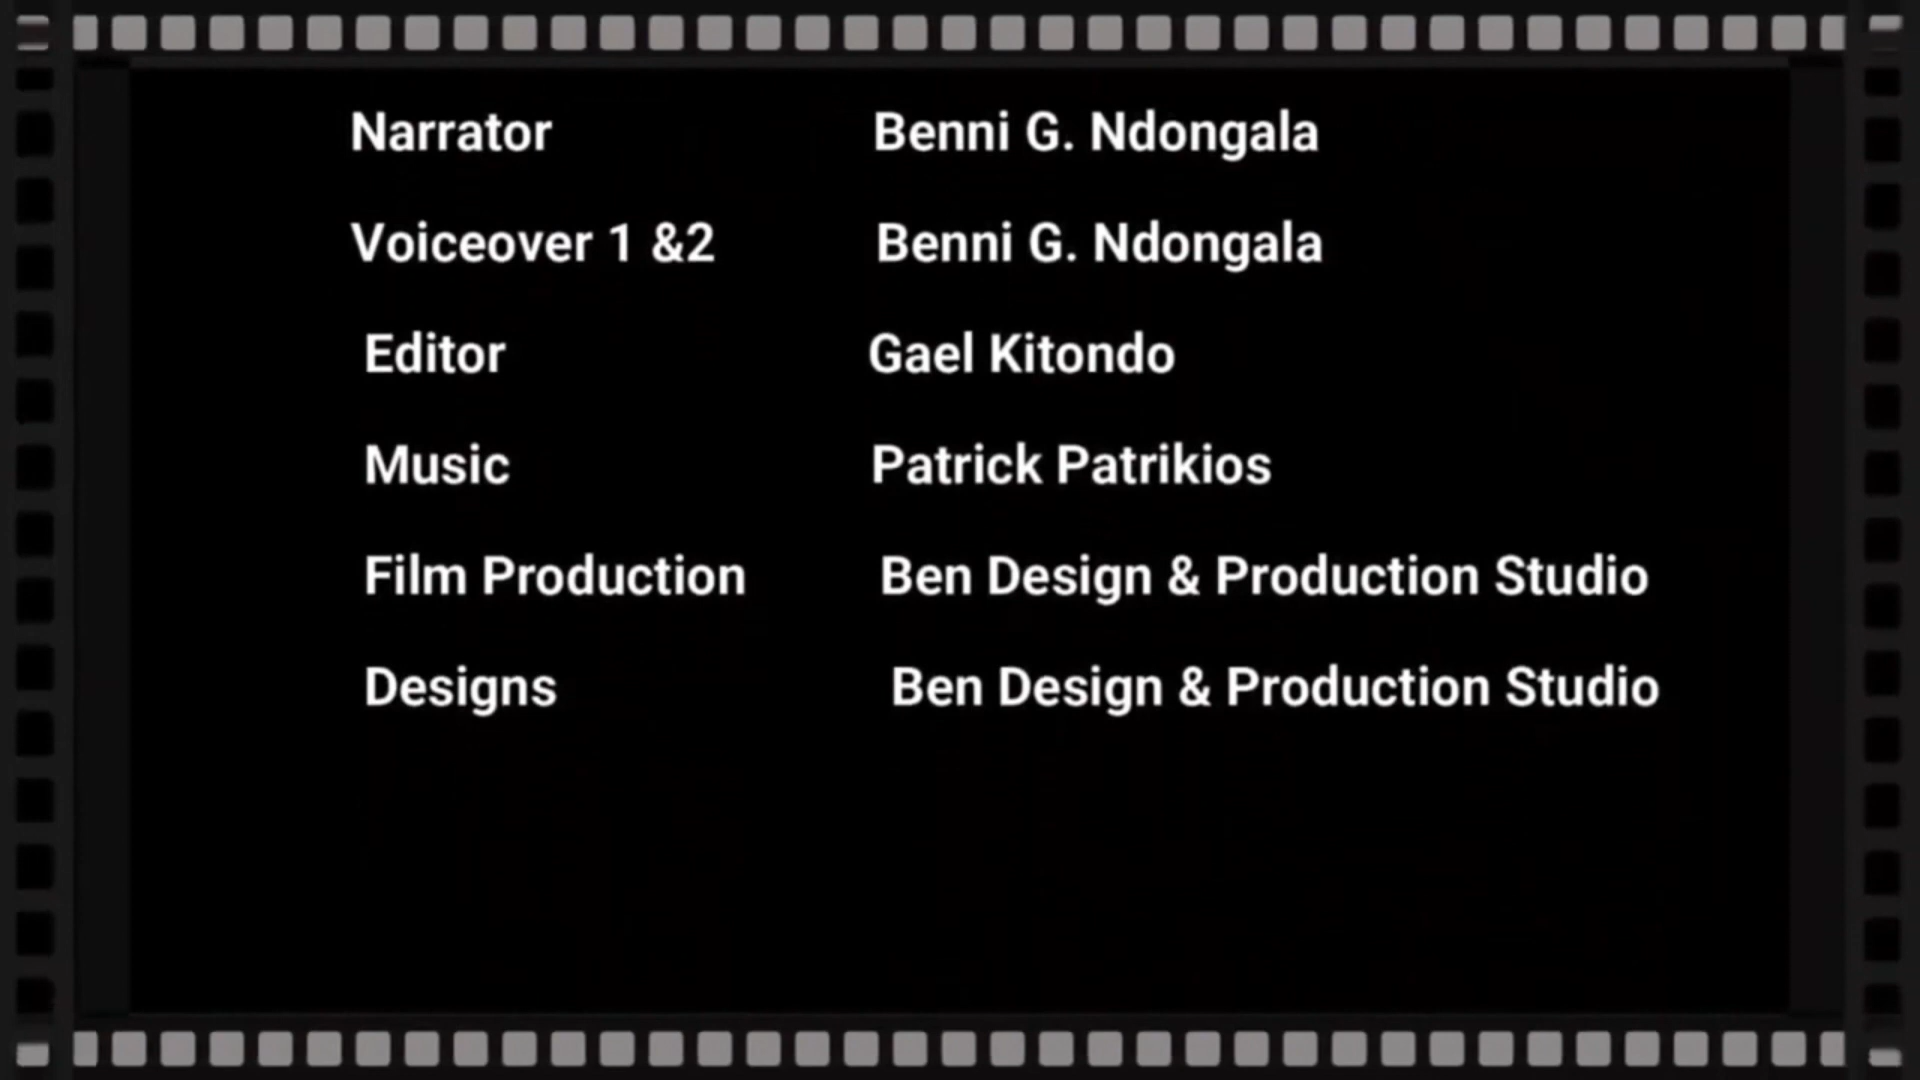 Narrator Benni G. Ndongala
Voiceover 1 &2 Benni G. Ndongala
Editor Gael Kitondo
Music Patrick Patrikios
Film Production Ben Design & Production Studio
Designs Ben Design & Production Studio